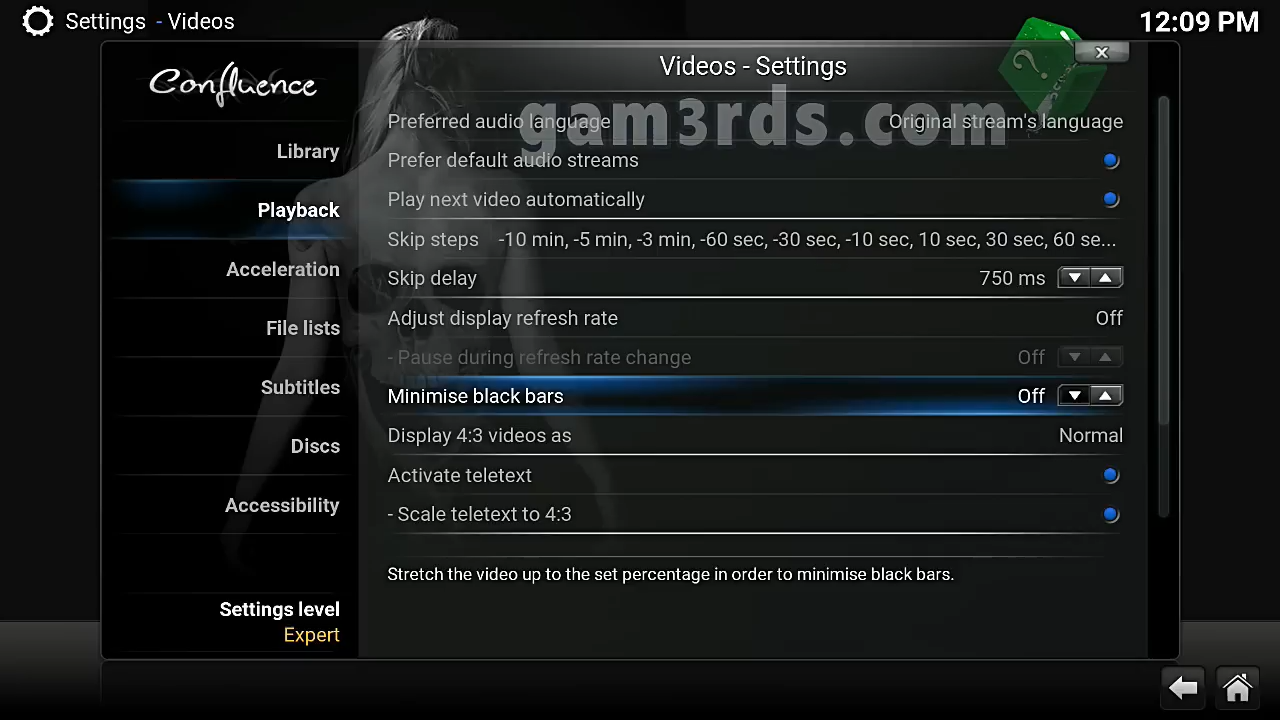 Settings - Videos
12:09 PM
Confluence
Videos - Settings
gam3rds.com
Library
Playback
Acceleration
File lists
Subtitles
Discs
Accessibility
Settings level
Expert
Preferred audio language Original stream's language
Prefer default audio streams
Play next video automatically
Skip steps -10 min, -5 min, -3 min, -60 sec, -30 sec, -10 sec, 10 sec, 30 sec, 60 se...
Skip delay 750 ms
Adjust display refresh rate Off
- Pause during refresh rate change Off
Minimise black bars Off
Display 4:3 videos as Normal
Activate teletext
- Scale teletext to 4:3
Stretch the video up to the set percentage in order to minimise black bars.